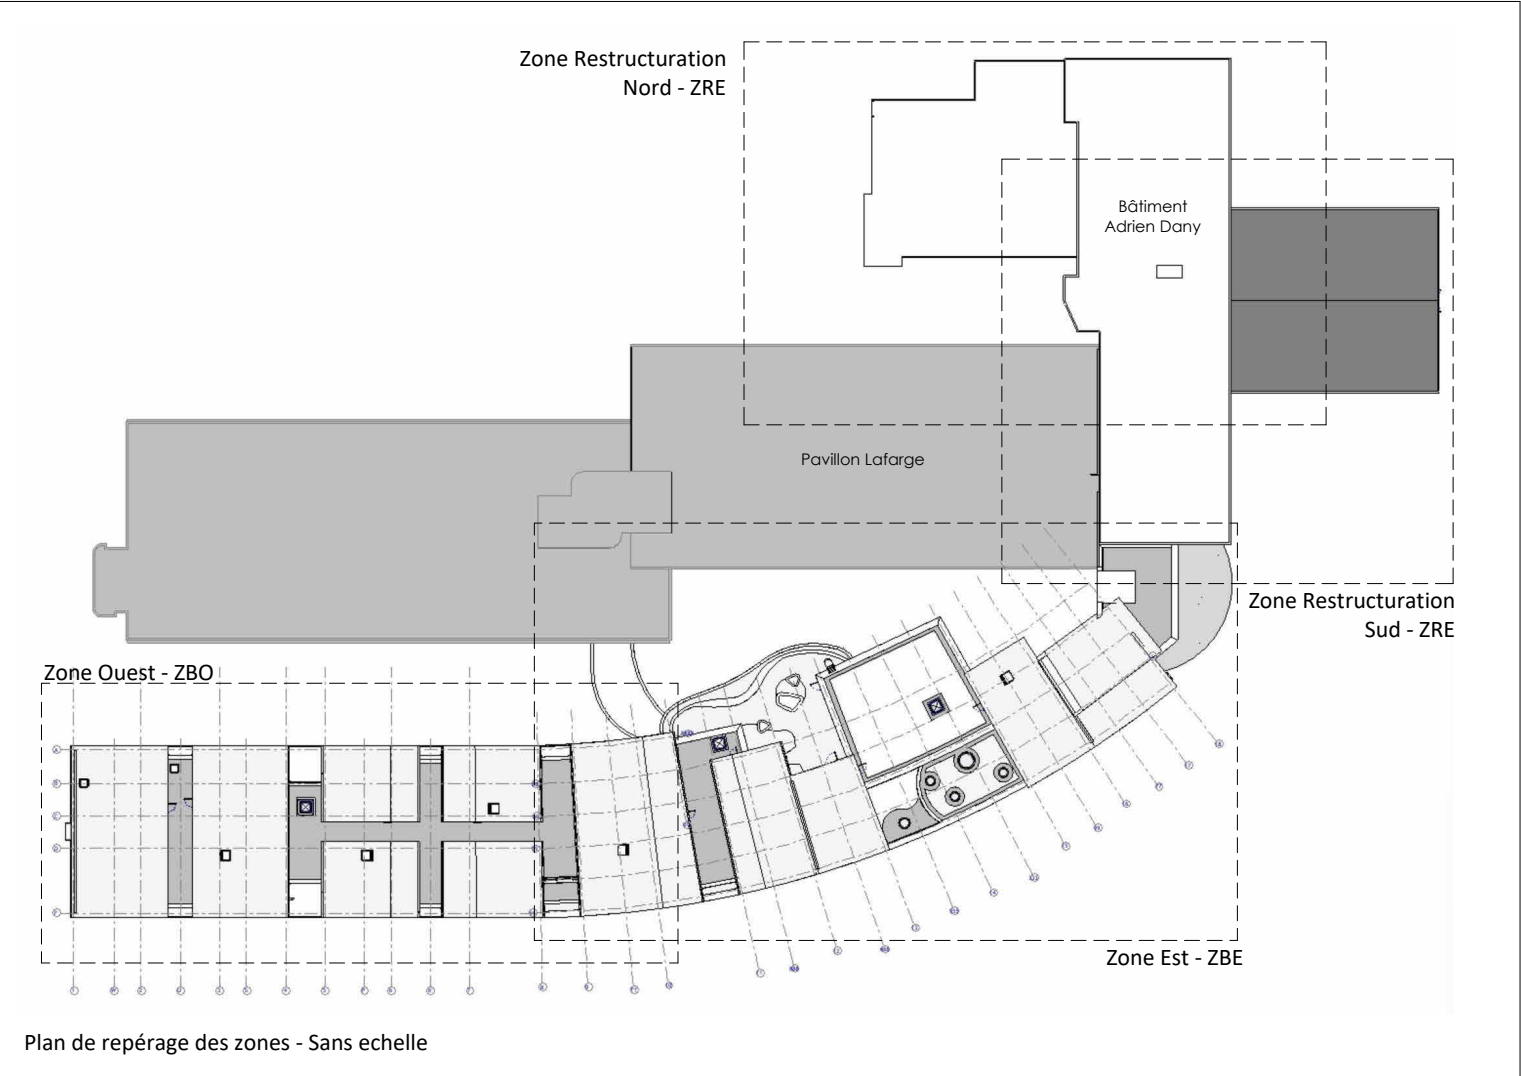 Zone Restructuration
Nord - ZRE
Bâtiment
Adrien Dany
Pavillon Lafarge
Zone Restructuration
Sud - ZRE
Zone Ouest - ZBO
Zone Est - ZBE
Plan de repérage des zones - Sans echelle